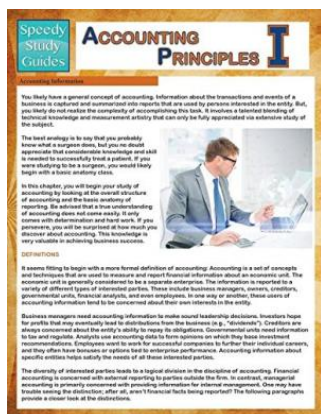 Speedy
Study
Guides
ACCOUNTING
PRINCIPLES I
Accounting Information
You likely have a general concept of accounting. Information about the transactions and events of a
business is captured and summarized into reports that are used by persons interested in the entity. But,
you likely do not realize the complexity of accomplishing this task. It involves a talented blending of
technical knowledge and measurement artistry that can only be fully appreciated via extensive study of
the subject.
The best analogy is to say that you probably
know what a surgeon does, but you no doubt
appreciate that considerable knowledge and skill
is needed to successfully treat a patient. If you
were studying to be a surgeon, you would likely
begin with a basic anatomy class.
In this chapter, you will begin your study of
accounting by looking at the overall structure
of accounting and the basic anatomy of
reporting. Be advised that a true understanding
of accounting does not come easily. It only
comes with determination and hard work. If you
persevere, you will be surprised at how much you
discover about accounting. This knowledge is
very valuable in achieving business success.
DEFINITIONS
It seems fitting to begin with a more formal definition of accounting: Accounting is a set of concepts
and techniques that are used to measure and report financial information about an economic unit. The
economic unit is generally considered to be a separate enterprise. The information is reported to a
variety of different types of interested parties. These include business managers, owners, creditors,
governmental units, financial analysts, and even employees. In one way or another, these users of
accounting information tend to be concerned about their own interests in the entity.
Business managers need accounting information to make sound leadership decisions. Investors hope
for profits that may eventually lead to distributions from the business (e.g., "dividends"). Creditors are
always concerned about the entity's ability to repay its obligations. Governmental units need information
to tax and regulate. Analysts use accounting data to form opinions on which they base investment
recommendations. Employees want to work for successful companies to further their individual careers,
and they often have bonuses or options tied to enterprise performance. Accounting information about
specific entities helps satisfy the needs of all these interested parties.
The diversity of interested parties leads to a logical division in the discipline of accounting. Financial
accounting is concerned with external reporting to parties outside the firm. In contrast, managerial
accounting is primarily concerned with providing information for internal management. One may have
trouble seeing the distinction; after all, aren't financial facts being reported? The following paragraphs
provide a closer look at the distinctions.